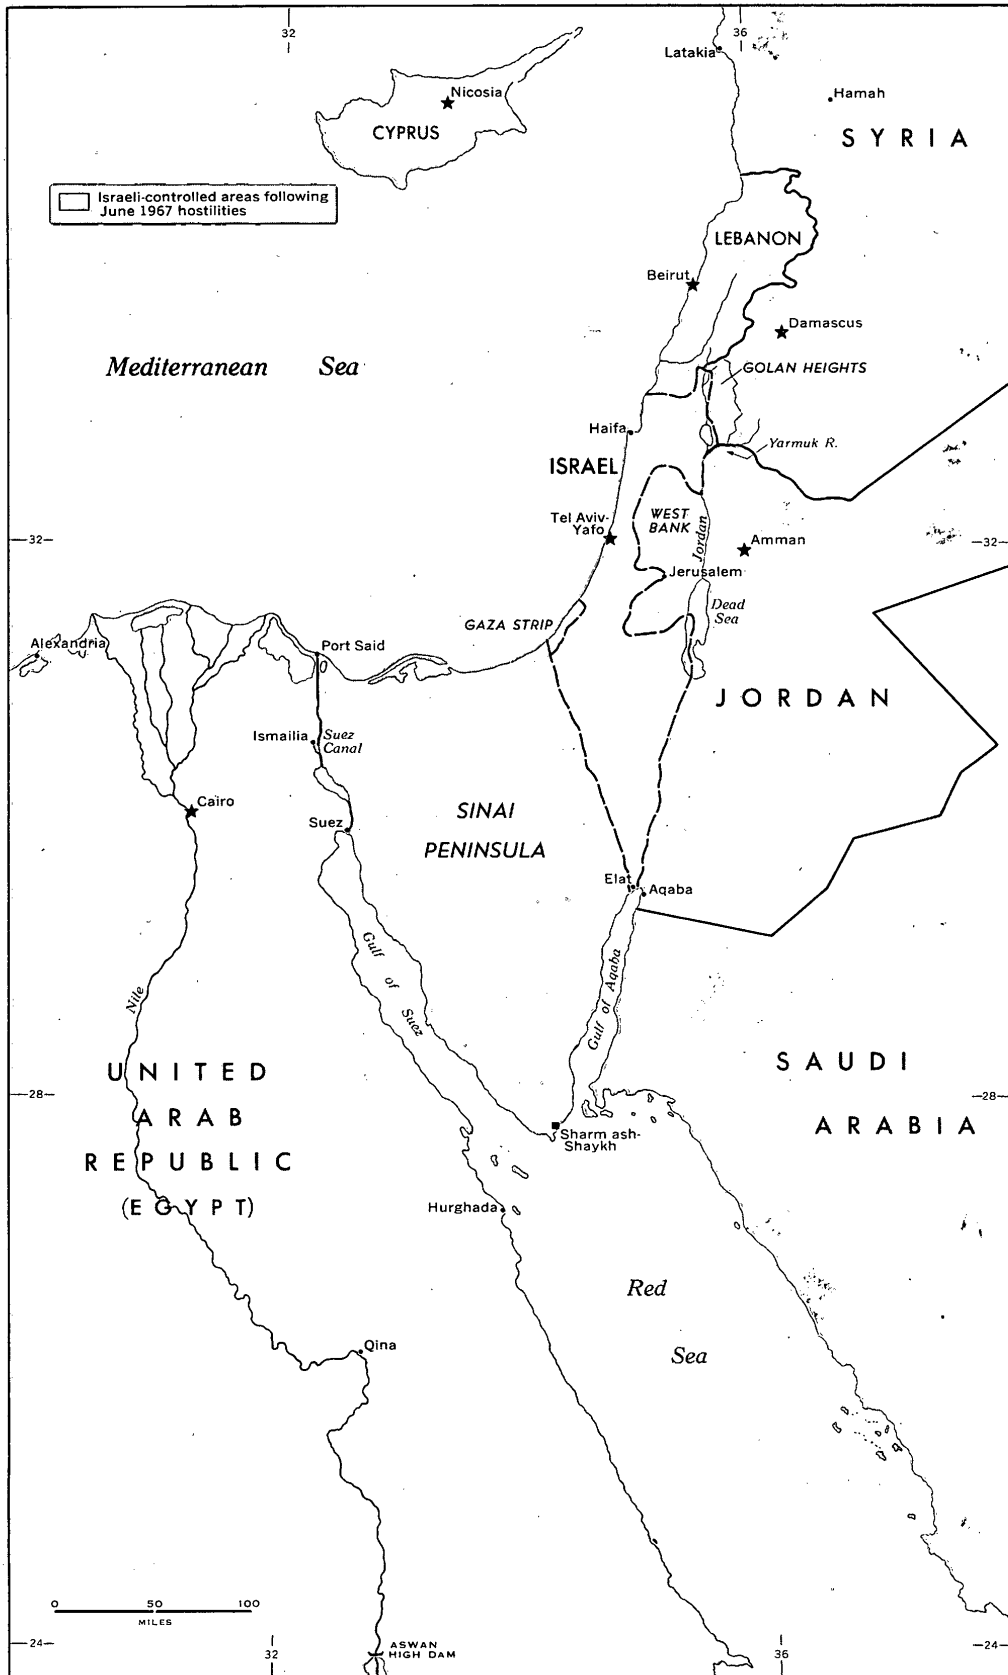 32
36
Latakia
Nicosia
Hamah
CYPRUS
SYRIA
Israeli-controlled areas following
June 1967 hostilities
LEBANON
Beirut
Damascus
Mediterranean Sea
GOLAN HEIGHTS
Haifa
Yarmuk R.
ISRAEL
WEST
BANK
Tel Aviv-
Yafo
Jordan
32
Amman
32
Jerusalem
Dead
Sea
GAZA STRIP
Alexandria
Port Said
JORDAN
Ismailia
Suez
Canal
Cairo
SINAI
PENINSULA
Suez
Elat
Aqaba
Gulf of Suez
Gulf of Aqaba
Nile
UNITED
ARAB
REPUBLIC
(EGYPT)
SAUDI
ARABIA
28
28
Sharm ash-
Shaykh
Hurghada
Red
Sea
Qina
0 50 100
MILES
24
32
ASWAN
HIGH DAM
36
24